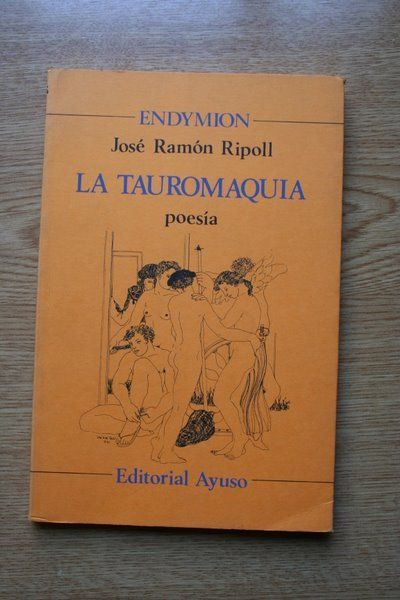 ENDYMION
José Ramón Ripoll
LA TAUROMAQUIA
poesía
Editorial Ayuso